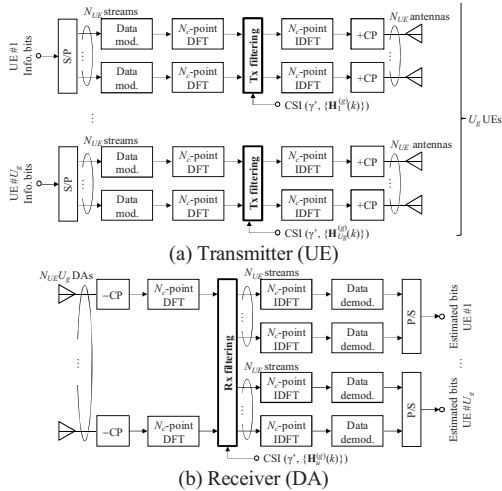 N_UE streams
N_UE antennas
UE #1
Info. bits
S/P
Data mod.
N_c-point DFT
Tx filtering
N_c-point IDFT
+CP
...
Data mod.
N_c-point DFT
N_c-point IDFT
+CP
CSI (γ', {H_1^(g)(k)})
...
U_g UEs
N_UE streams
N_UE antennas
UE #U_g
Info. bits
S/P
Data mod.
N_c-point DFT
Tx filtering
N_c-point IDFT
+CP
...
Data mod.
N_c-point DFT
N_c-point IDFT
+CP
CSI (γ', {H_Ug^(g)(k)})
(a) Transmitter (UE)
N_UE U_g DAs
N_UE streams
−CP
N_c-point DFT
Rx filtering
N_c-point IDFT
Data demod.
P/S
Estimated bits
UE #1
...
N_c-point IDFT
Data demod.
...
N_UE streams
N_c-point IDFT
Data demod.
P/S
Estimated bits
UE #U_g
...
−CP
N_c-point DFT
N_c-point IDFT
Data demod.
CSI (γ', {H_u^(g)(k)})
(b) Receiver (DA)